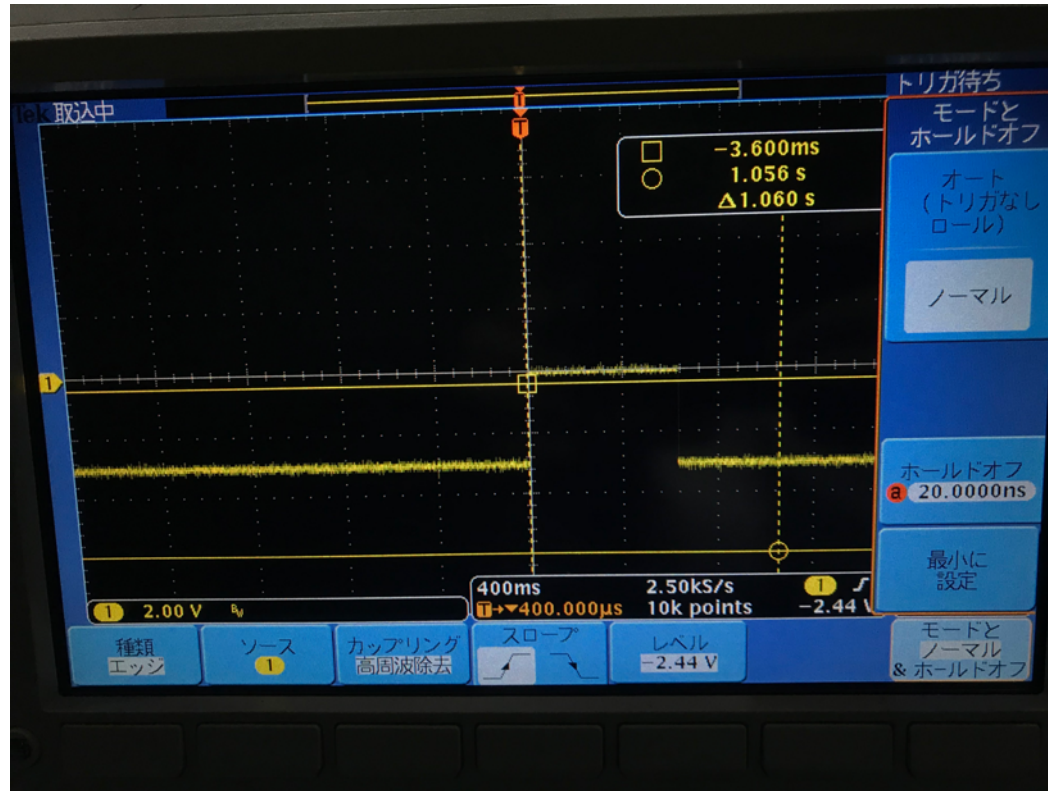 Tek 取込中
トリガ待ち
T
T
-3.600ms
1.056 s
Δ1.060 s
モードと
ホールドオフ
オート
(トリガなし
ロール)
ノーマル
1
ホールドオフ
a 20.0000ns
最小に
設定
1 2.00 V BW
400ms 2.50kS/s 1
T→▼400.000μs 10k points -2.44 V
種類
エッジ
ソース
1
カップリング
高周波除去
スロープ
レベル
-2.44 V
モードと
ノーマル
& ホールドオフ